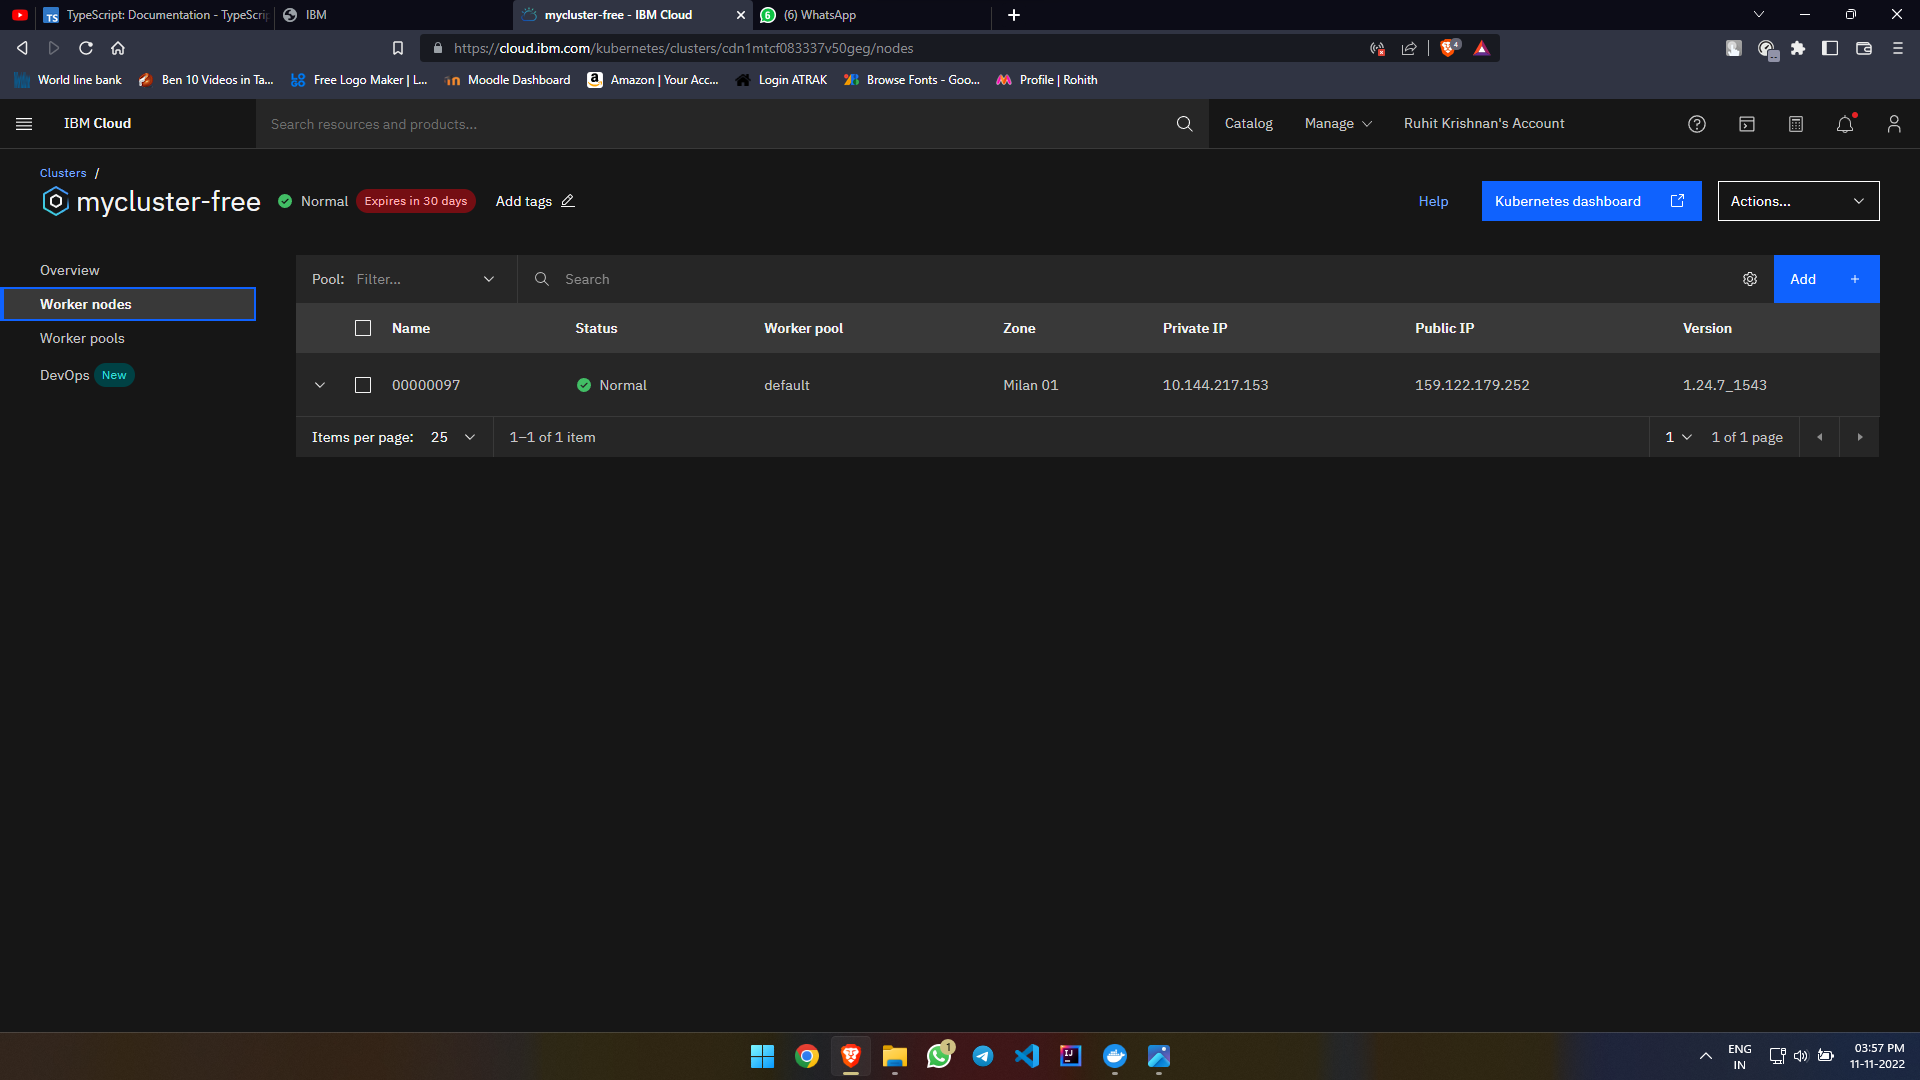 TypeScript: Documentation - TypeScrip
IBM
mycluster-free - IBM Cloud
(6) WhatsApp
https://cloud.ibm.com/kubernetes/clusters/cdn1mtcf083337v50geg/nodes
4
World line bank
Ben 10 Videos in Ta...
Free Logo Maker | L...
Moodle Dashboard
Amazon | Your Acc...
Login ATRAK
Browse Fonts - Goo...
Profile | Rohith
IBM Cloud
Search resources and products...
Catalog
Manage
Ruhit Krishnan's Account
Clusters /
mycluster-free
Normal
Expires in 30 days
Add tags
Help
Kubernetes dashboard
Actions...
Overview
Worker nodes
Worker pools
DevOps New
Pool: Filter...
Search
Add +
Name Status Worker pool Zone Private IP Public IP Version
00000097 Normal default Milan 01 10.144.217.153 159.122.179.252 1.24.7_1543
Items per page: 25
1–1 of 1 item
1
1 of 1 page
1
ENG
IN
03:57 PM
11-11-2022